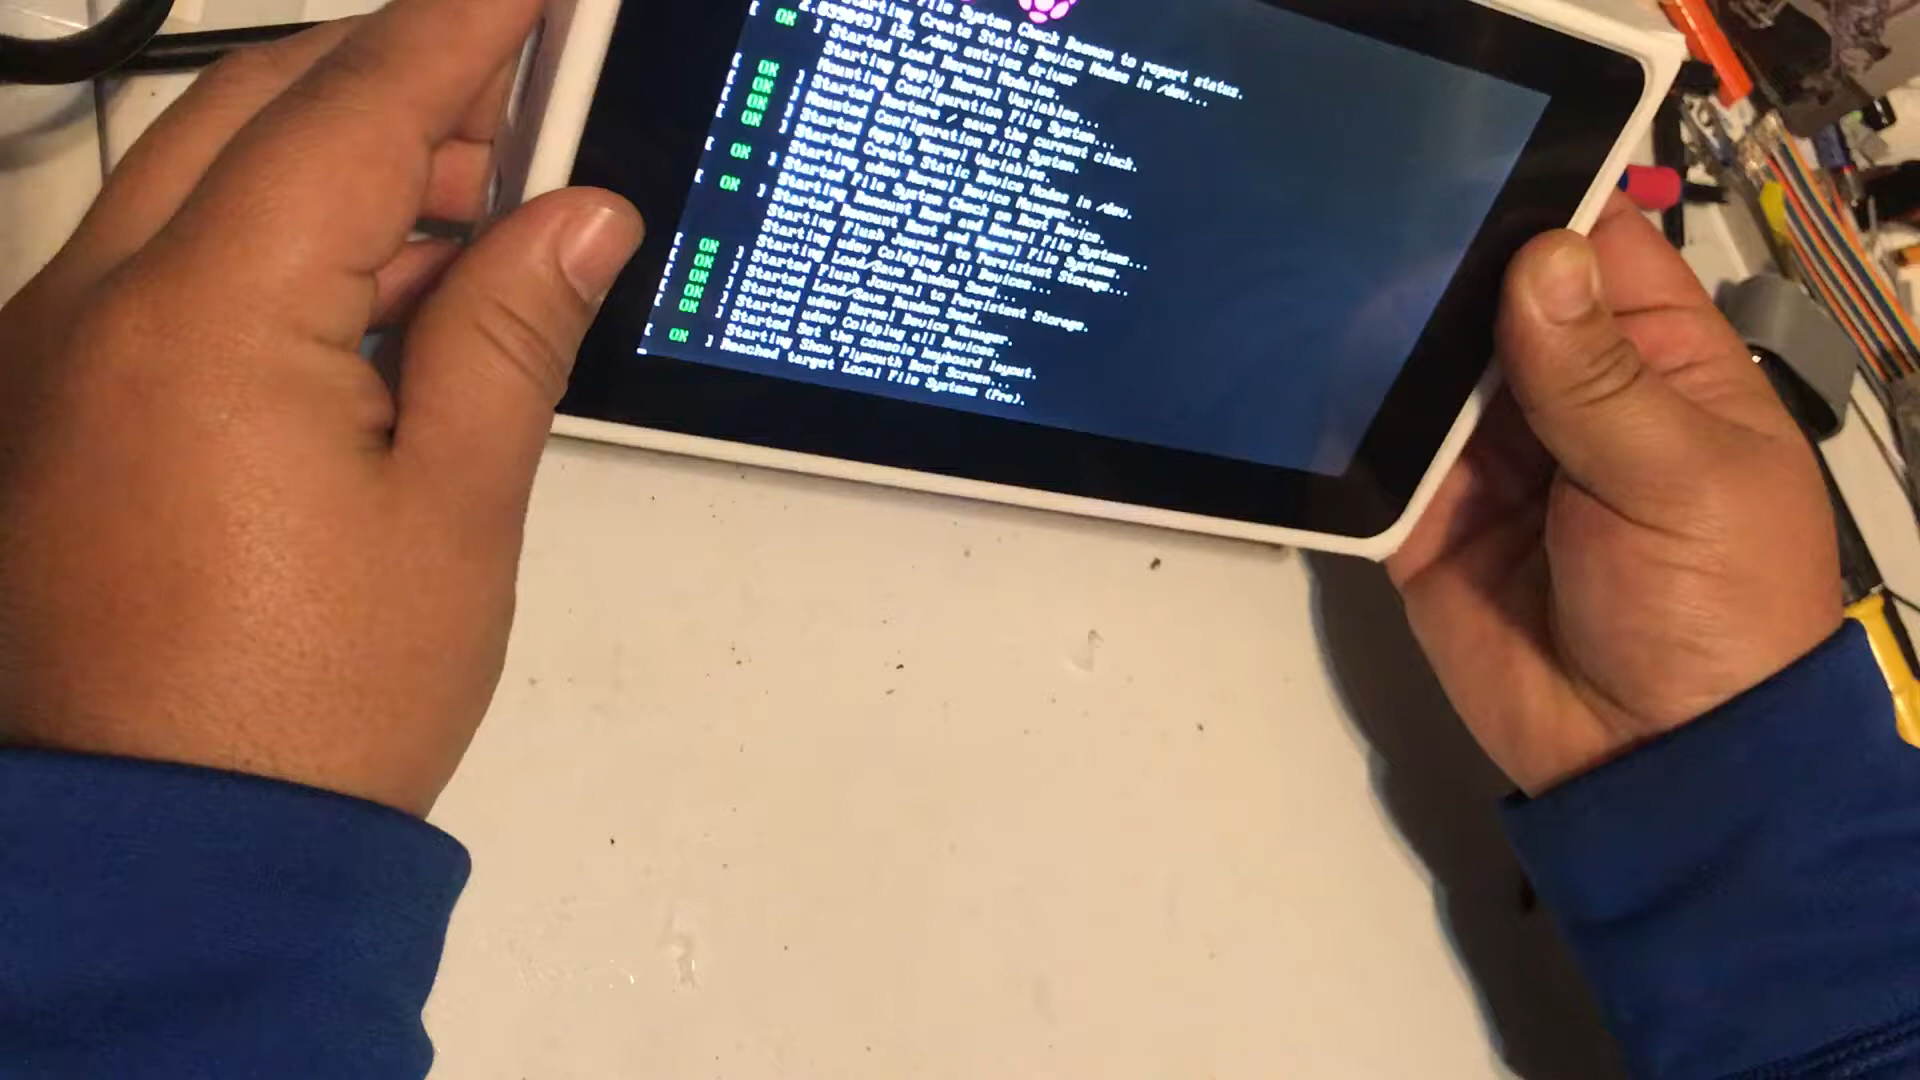 File System Check Daemon to report status.
Starting Create Static Device Nodes in /dev...
2.033049] i2c /dev entries driver
[ OK ] Started Load Kernel Modules.
Starting Apply Kernel Variables...
Mounting Configuration File System...
[ OK ] Started Restore / save the current clock.
[ OK ] Mounted Configuration File System.
[ OK ] Started Apply Kernel Variables.
[ OK ] Started Create Static Device Nodes in /dev.
Starting udev Kernel Device Manager...
[ OK ] Started File System Check on Root Device.
Starting Remount Root and Kernel File Systems...
[ OK ] Started Remount Root and Kernel File Systems.
Starting Flush Journal to Persistent Storage...
Starting udev Coldplug all Devices...
Starting Load/Save Random Seed...
[ OK ] Started Flush Journal to Persistent Storage.
[ OK ] Started Load/Save Random Seed.
[ OK ] Started udev Kernel Device Manager.
[ OK ] Started udev Coldplug all Devices.
[ OK ] Started Set the console keyboard layout.
Starting Show Plymouth Boot Screen...
[ OK ] Reached target Local File Systems (Pre).